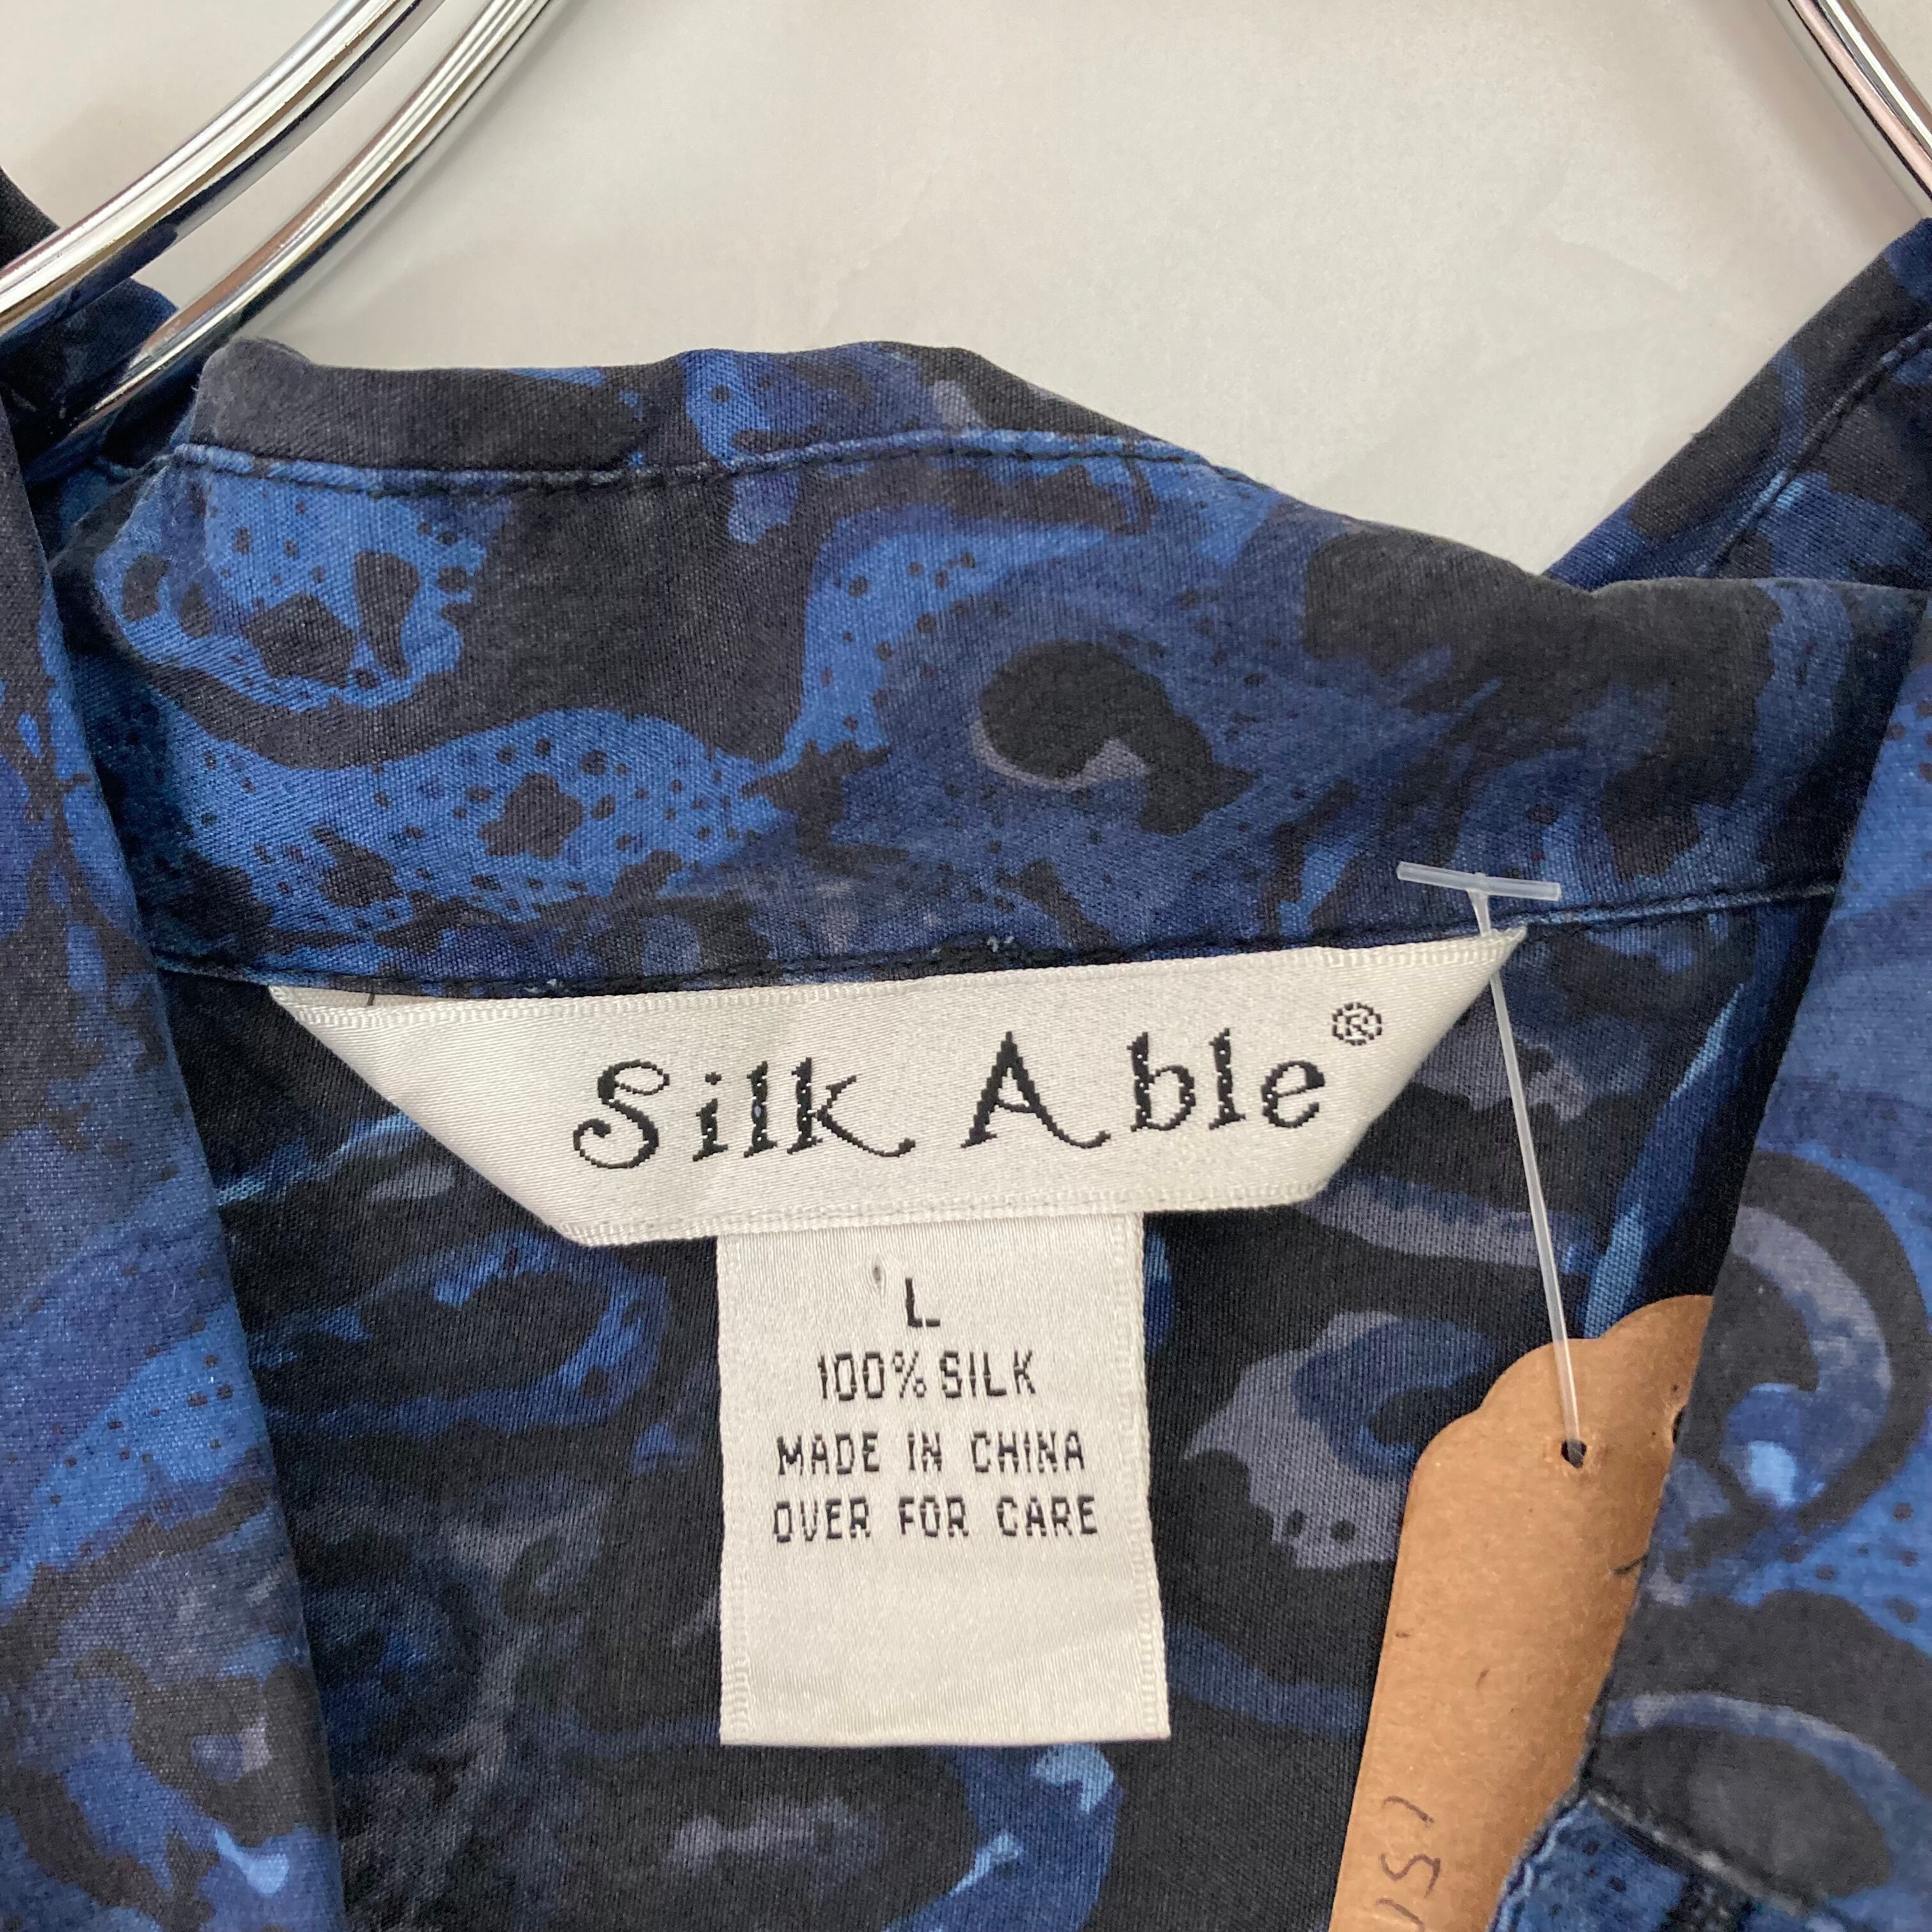 Silk Able®
L
100% SILK
MADE IN CHINA
OVER FOR CARE